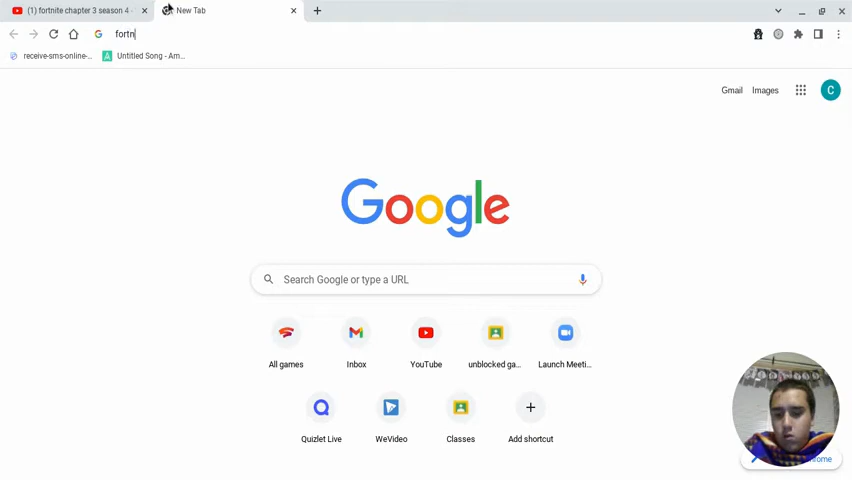 (1) fortnite chapter 3 season 4 -
New Tab
fortn
receive-sms-online-...
Untitled Song - Am...
Gmail
Images
C
Google
Search Google or type a URL
All games
Inbox
YouTube
unblocked ga...
Launch Meeti...
Quizlet Live
WeVideo
Classes
Add shortcut